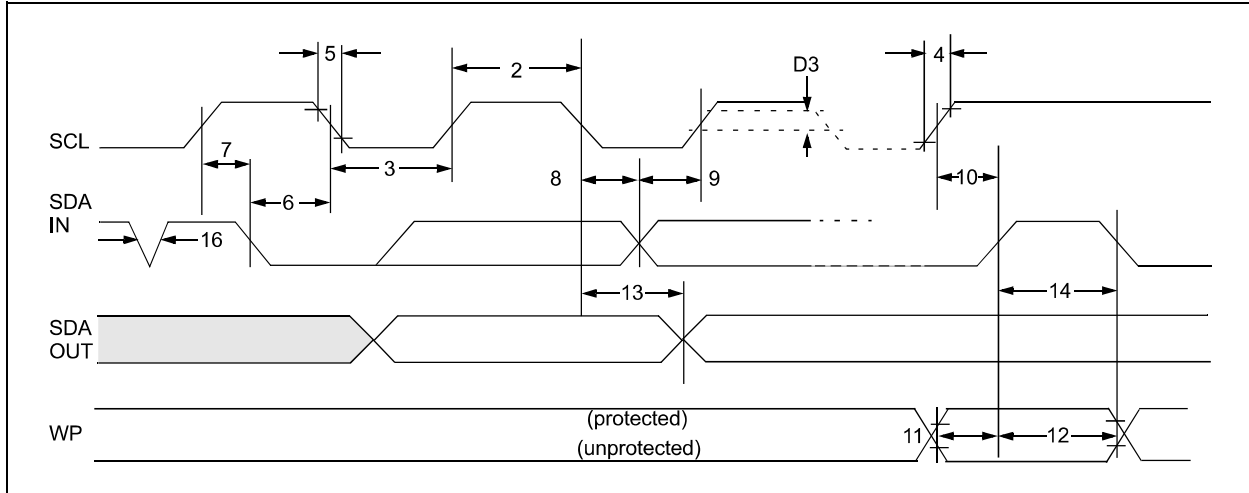 5
2
D3
4
SCL
7
3
8
9
10
6
SDA
IN
16
13
14
SDA
OUT
WP
(protected)
(unprotected)
11
12